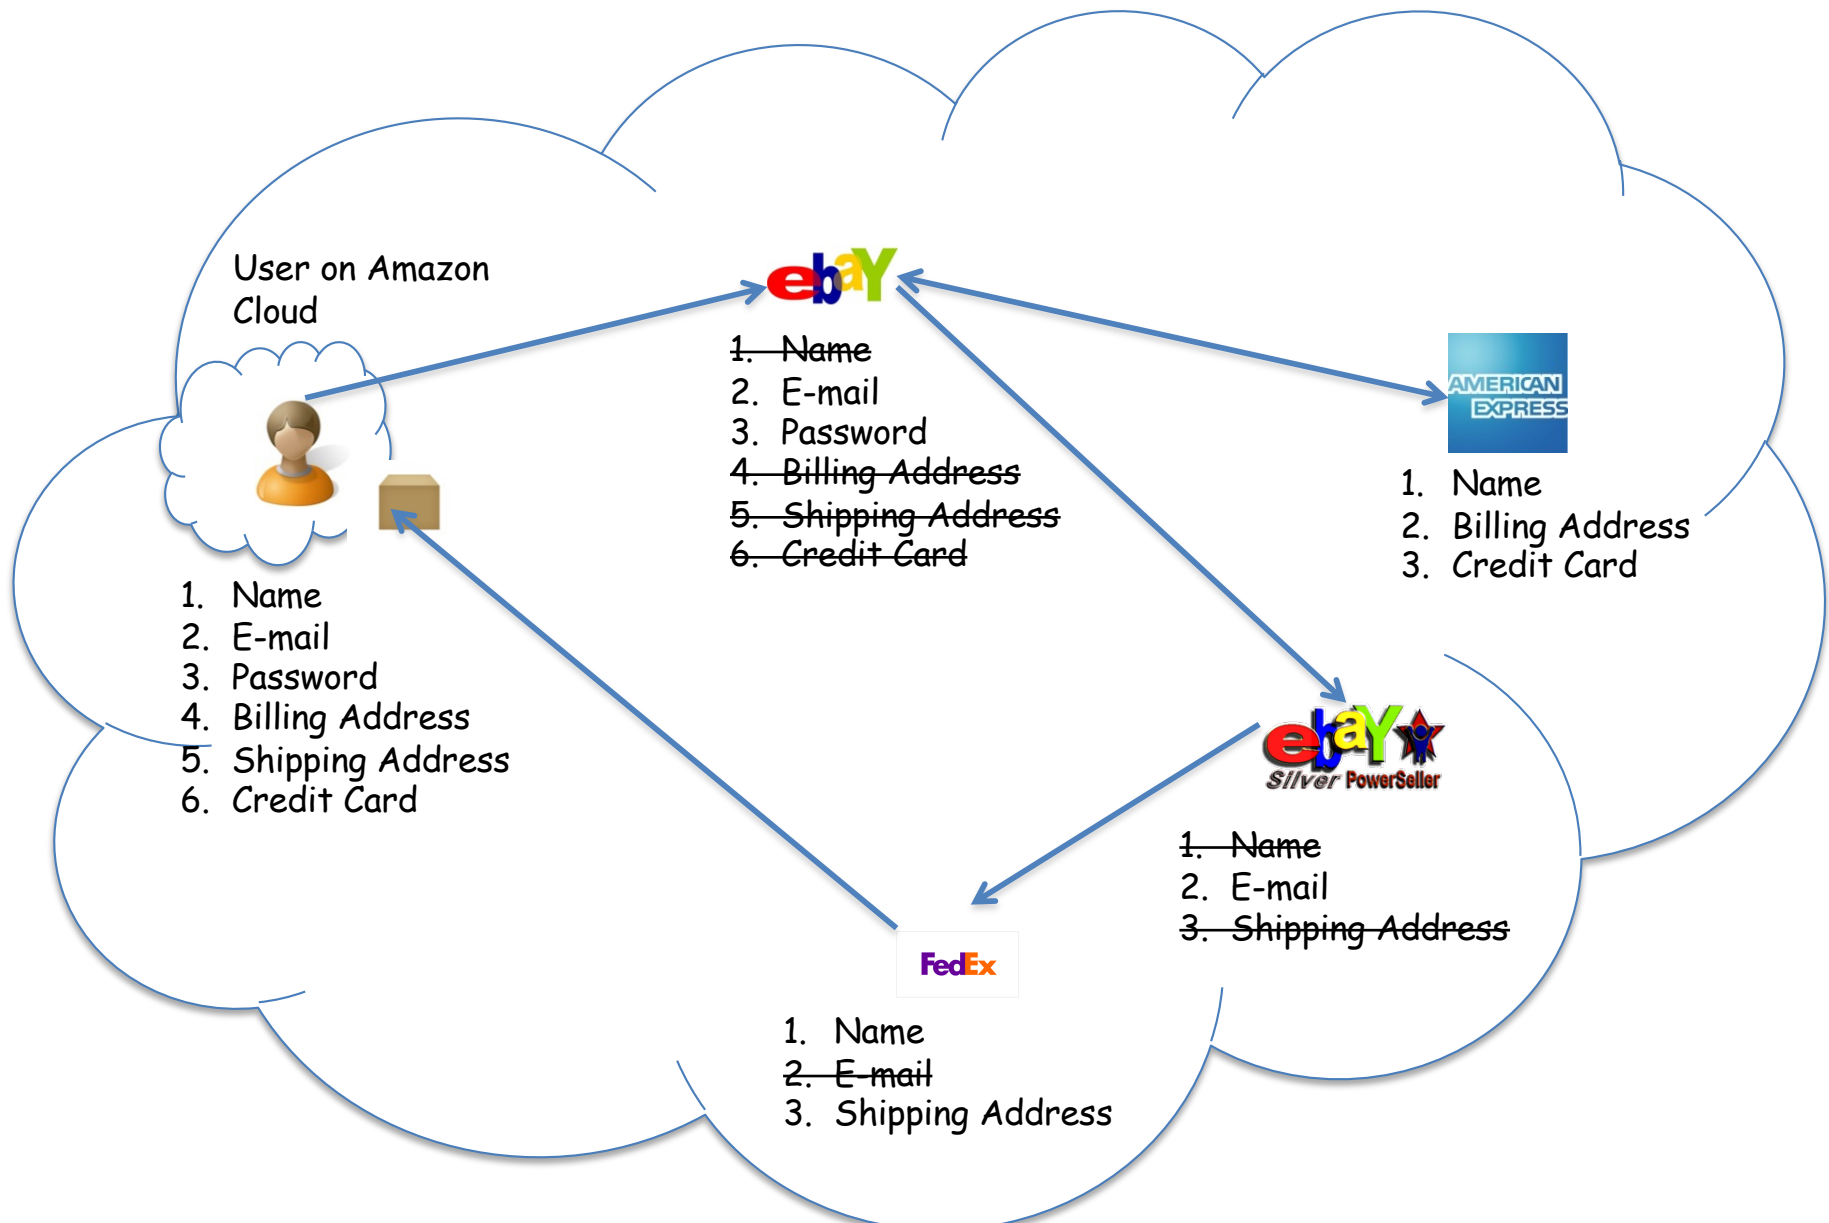 User on Amazon
Cloud
ebaY
1. Name
2. E-mail
3. Password
4. Billing Address
5. Shipping Address
6. Credit Card
AMERICAN
EXPRESS
1. Name
2. Billing Address
3. Credit Card
1. Name
2. E-mail
3. Password
4. Billing Address
5. Shipping Address
6. Credit Card
ebaY
Silver PowerSeller
1. Name
2. E-mail
3. Shipping Address
FedEx
1. Name
2. E-mail
3. Shipping Address